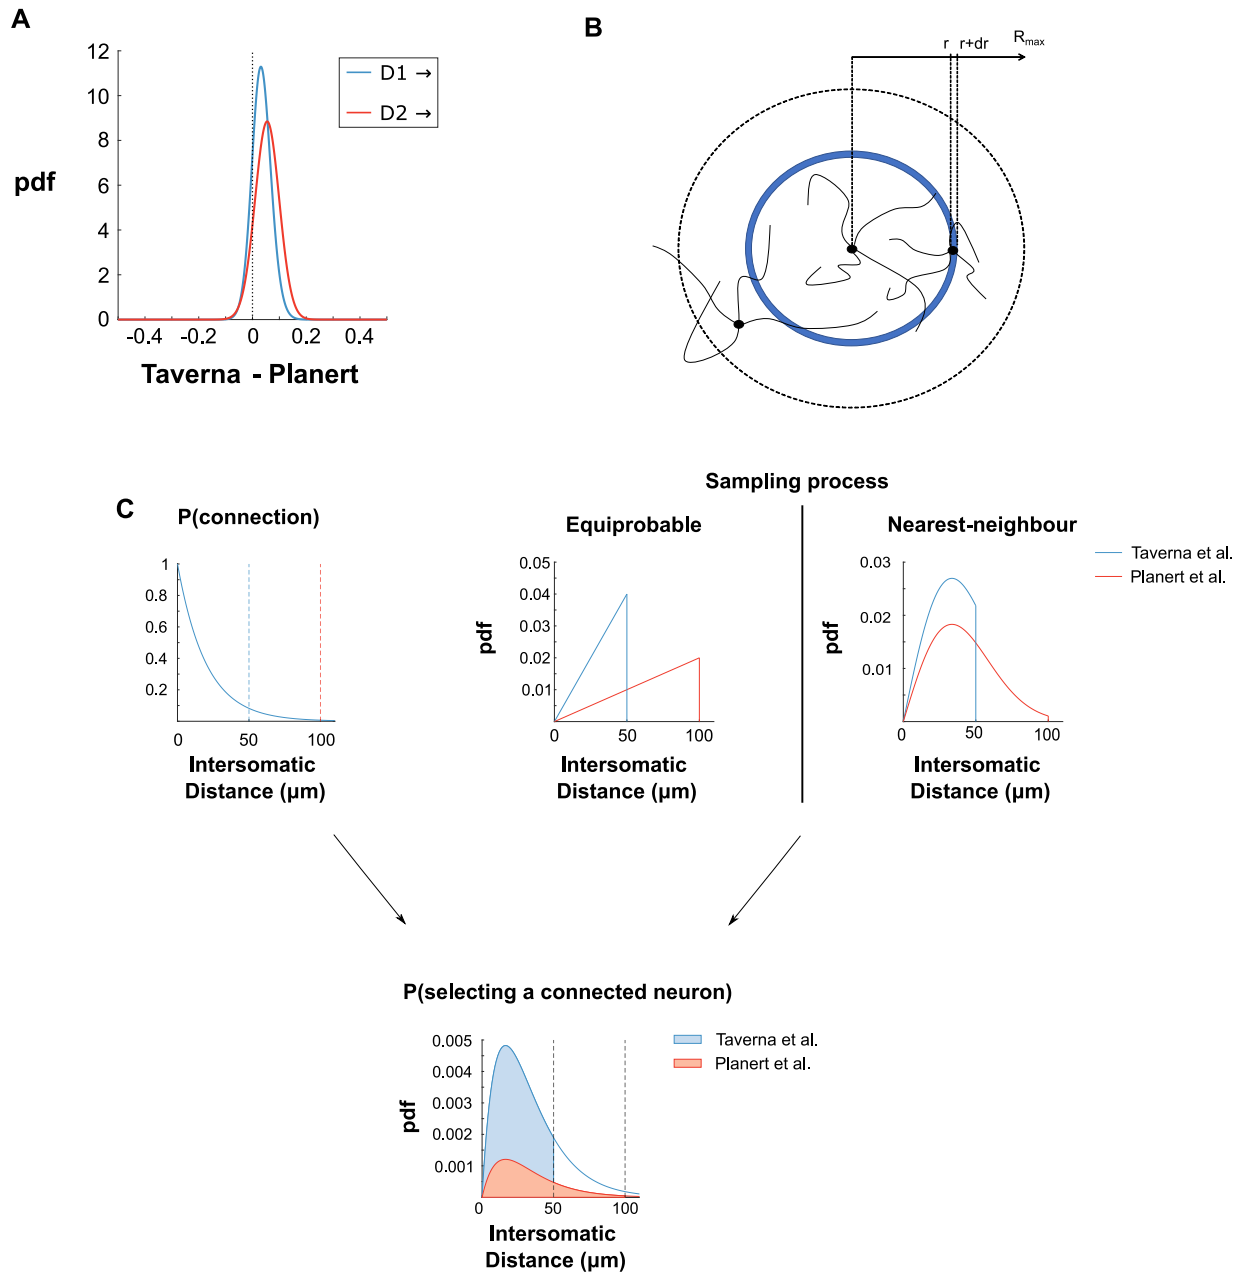 A
12
10
8
6
4
2
0
pdf
-0.4
-0.2
0
0.2
0.4
Taverna - Planert
D1 →
D2 →
B
r
r+dr
Rmax
Sampling process
C
P(connection)
1
0.8
0.6
0.4
0.2
0
50
100
Intersomatic
Distance (µm)
Equiprobable
0.05
0.04
0.03
0.02
0.01
pdf
0
50
100
Intersomatic
Distance (µm)
Nearest-neighbour
0.03
0.02
0.01
pdf
0
50
100
Intersomatic
Distance (µm)
Taverna et al.
Planert et al.
P(selecting a connected neuron)
0.005
0.004
0.003
0.002
0.001
pdf
0
50
100
Intersomatic
Distance (µm)
Taverna et al.
Planert et al.